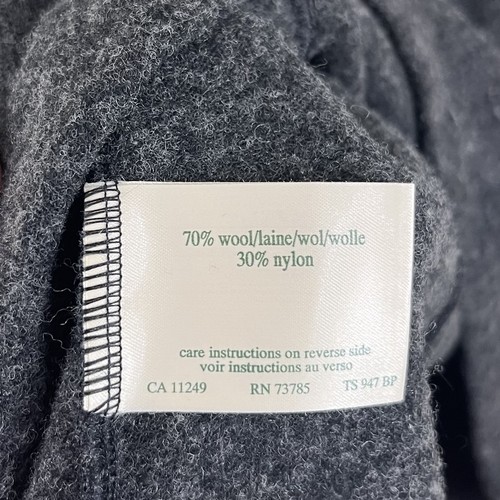 70% wool/laine/wol/wolle
30% nylon
care instructions on reverse side
voir instructions au verso
CA 11249 RN 73785 TS 947 BP